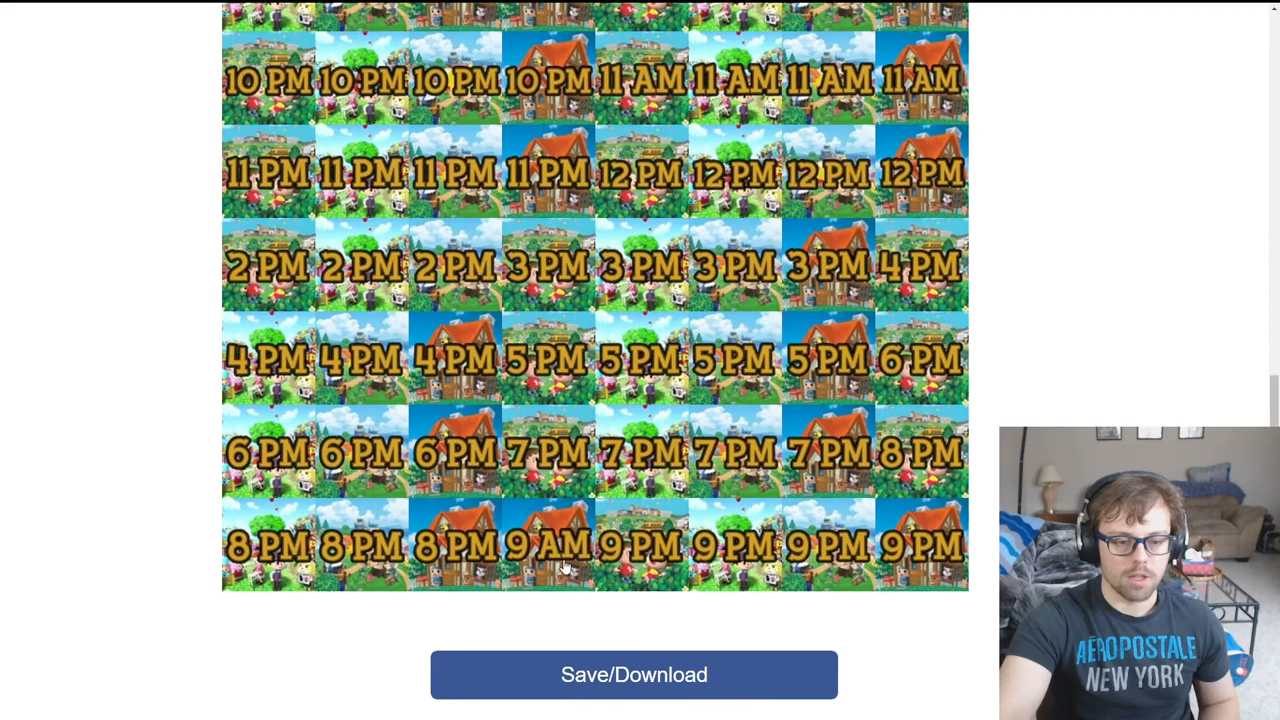 10 PM 10 PM 10 PM 10 PM 11 AM 11 AM 11 AM 11 AM
11 PM 11 PM 11 PM 11 PM 12 PM 12 PM 12 PM 12 PM
2 PM 2 PM 2 PM 3 PM 3 PM 3 PM 3 PM 4 PM
4 PM 4 PM 4 PM 5 PM 5 PM 5 PM 5 PM 6 PM
6 PM 6 PM 6 PM 7 PM 7 PM 7 PM 7 PM 8 PM
8 PM 8 PM 8 PM 9 AM 9 PM 9 PM 9 PM 9 PM
Save/Download
AÉROPOSTALE
NEW YORK